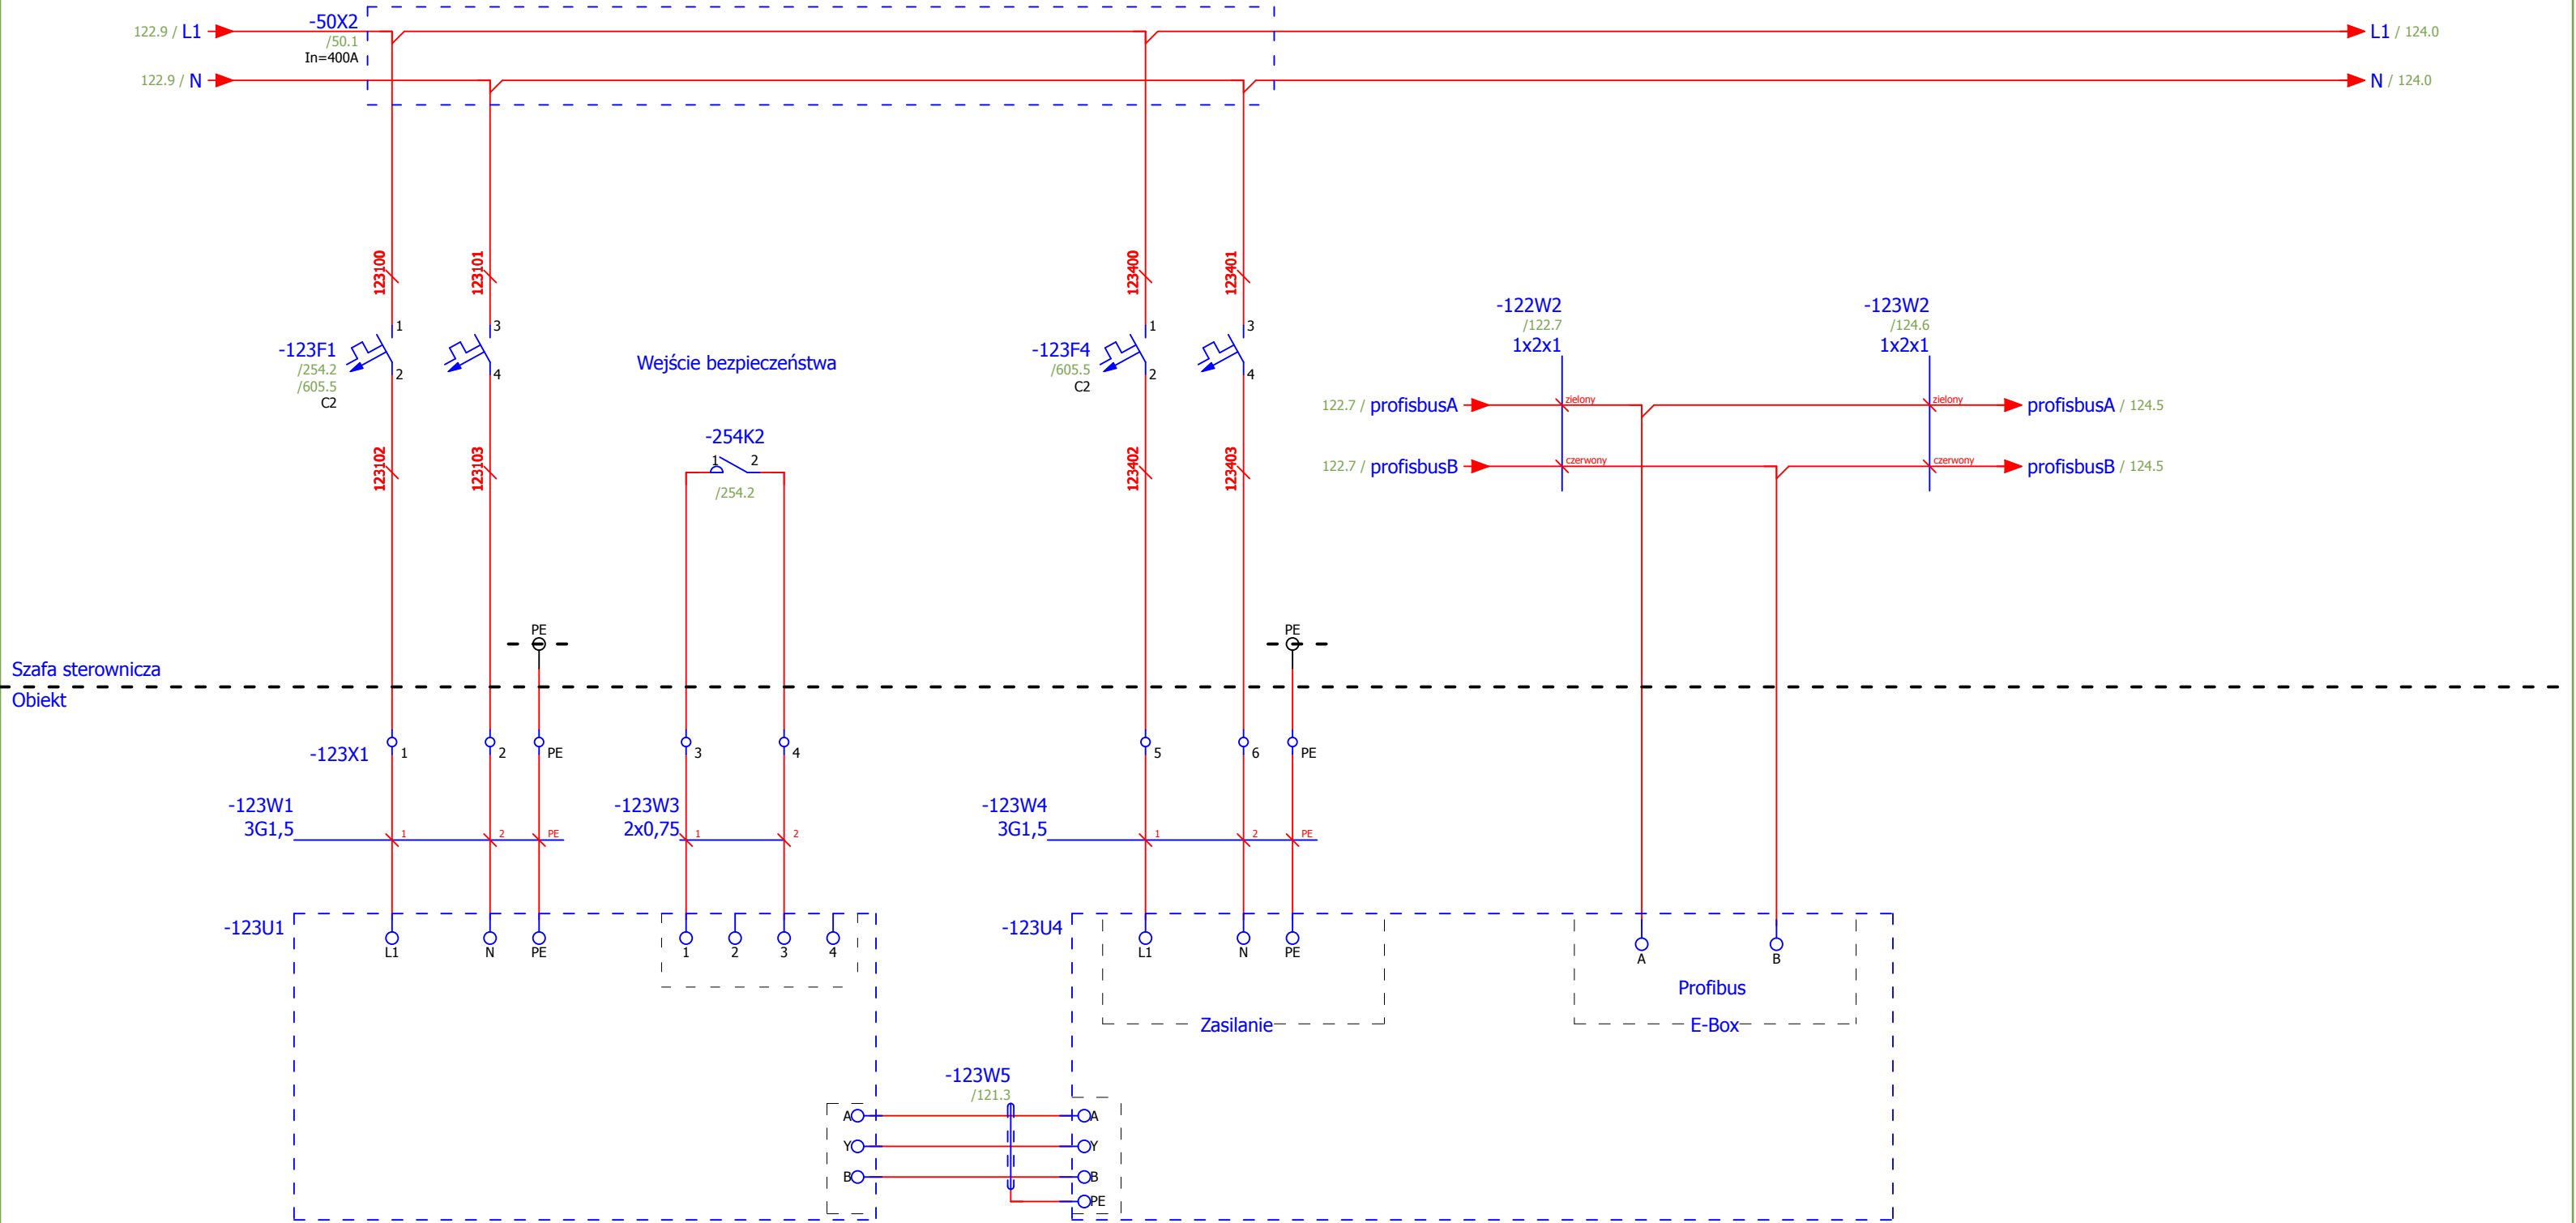 122.9 / L1
-50X2
/50.1
In=400A
L1 / 124.0
122.9 / N
N / 124.0
123100
123101
123400
123401
-123F1
/254.2
/605.5
C2
1
2
3
4
Wejście bezpieczeństwa
-123F4
/605.5
C2
1
2
3
4
-122W2
/122.7
1x2x1
-123W2
/124.6
1x2x1
122.7 / profisbusA
zielony
zielony
profisbusA / 124.5
122.7 / profisbusB
czerwony
czerwony
profisbusB / 124.5
123102
123103
-254K2
1 2
/254.2
123402
123403
PE
PE
Szafa sterownicza
Obiekt
-123X1
1
2
PE
3
4
5
6
PE
-123W1
3G1,5
1
2
PE
-123W3
2x0,75
1
2
-123W4
3G1,5
1
2
PE
-123U1
L1
N
PE
1
2
3
4
-123U4
L1
N
PE
Zasilanie
A
B
Profibus
E-Box
-123W5
/121.3
A
Y
B
A
Y
B
PE